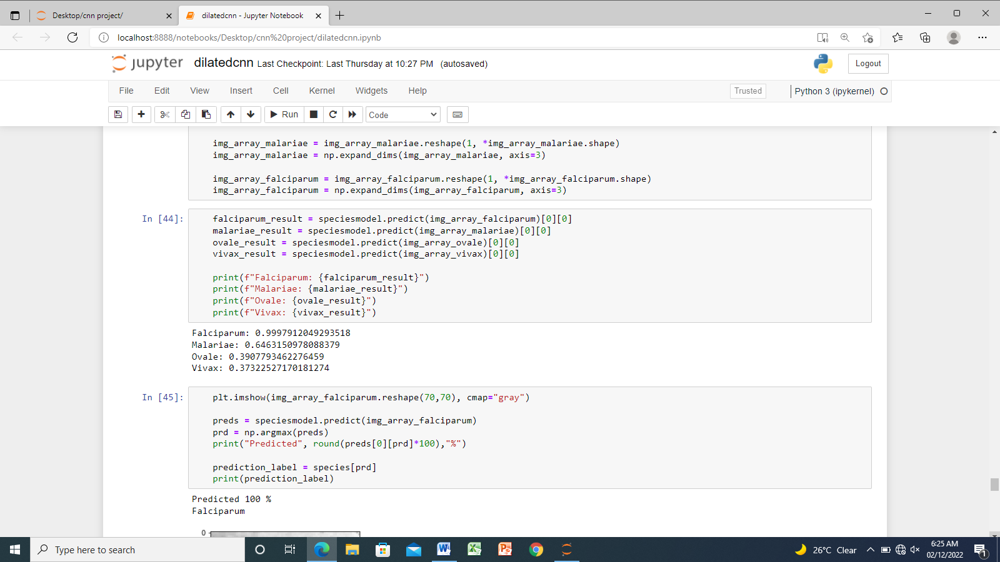 Desktop/cnn project/
dilatedcnn - Jupyter Notebook
localhost:8888/notebooks/Desktop/cnn%20project/dilatedcnn.ipynb
jupyter dilatedcnn Last Checkpoint: Last Thursday at 10:27 PM (autosaved)
Logout
File Edit View Insert Cell Kernel Widgets Help
Trusted
Python 3 (ipykernel)
Run
Code
img_array_malariae = img_array_malariae.reshape(1, *img_array_malariae.shape)
img_array_malariae = np.expand_dims(img_array_malariae, axis=3)
img_array_falciparum = img_array_falciparum.reshape(1, *img_array_falciparum.shape)
img_array_falciparum = np.expand_dims(img_array_falciparum, axis=3)
In [44]:
falciparum_result = speciesmodel.predict(img_array_falciparum)[0][0]
malariae_result = speciesmodel.predict(img_array_malariae)[0][0]
ovale_result = speciesmodel.predict(img_array_ovale)[0][0]
vivax_result = speciesmodel.predict(img_array_vivax)[0][0]
print(f"Falciparum: {falciparum_result}")
print(f"Malariae: {malariae_result}")
print(f"Ovale: {ovale_result}")
print(f"Vivax: {vivax_result}")
Falciparum: 0.9997912049293518
Malariae: 0.6463150978088379
Ovale: 0.3907793462276459
Vivax: 0.37322527170181274
In [45]:
plt.imshow(img_array_falciparum.reshape(70,70), cmap="gray")
preds = speciesmodel.predict(img_array_falciparum)
prd = np.argmax(preds)
print("Predicted", round(preds[0][prd]*100),"%")
prediction_label = species[prd]
print(prediction_label)
Predicted 100 %
Falciparum
0
Type here to search
26°C Clear
6:25 AM
02/12/2022
1